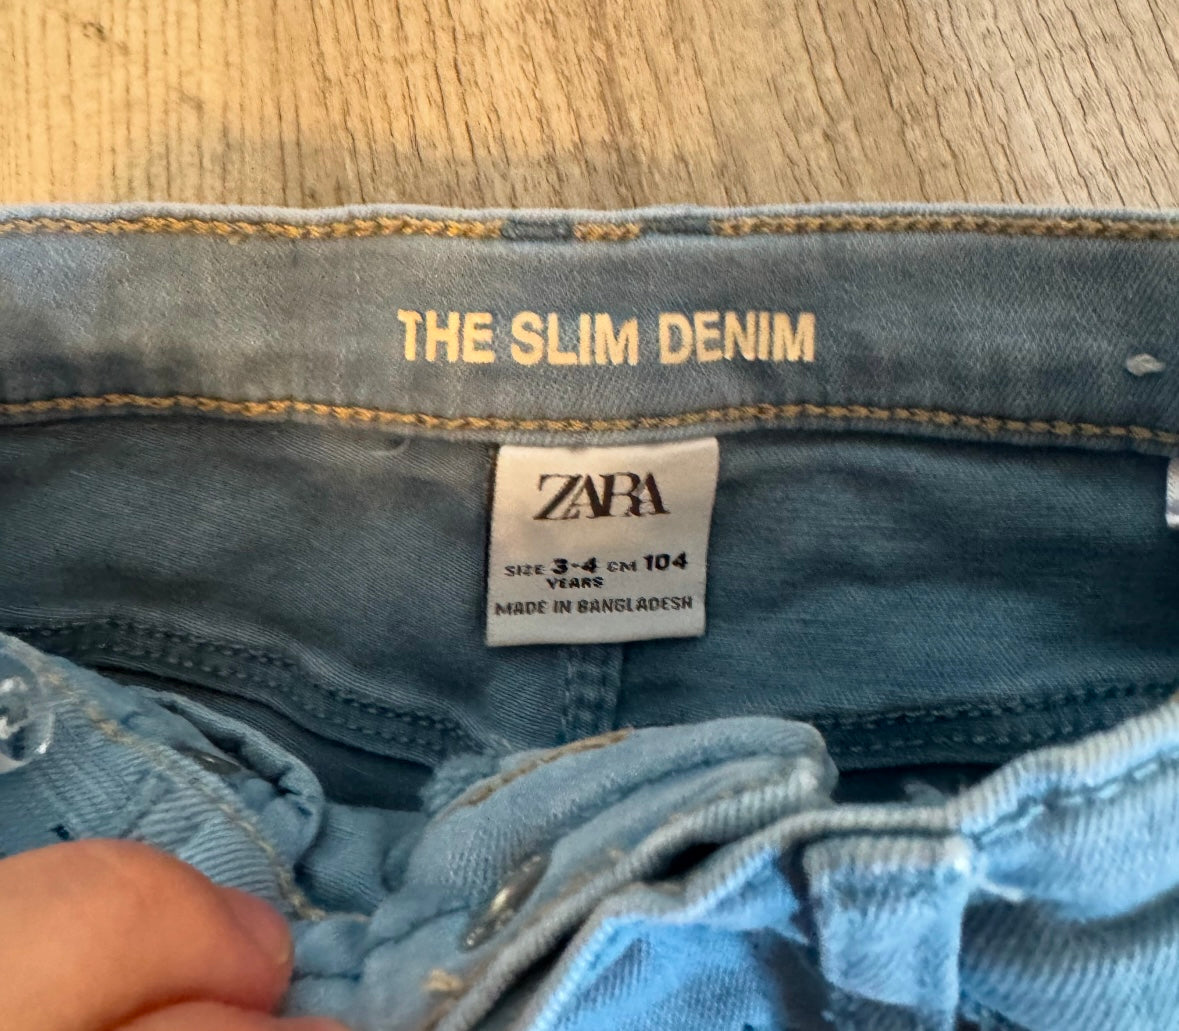 THE SLIM DENIM
ZARA
SIZE 3-4 CM 104
YEARS
MADE IN BANGLADESH